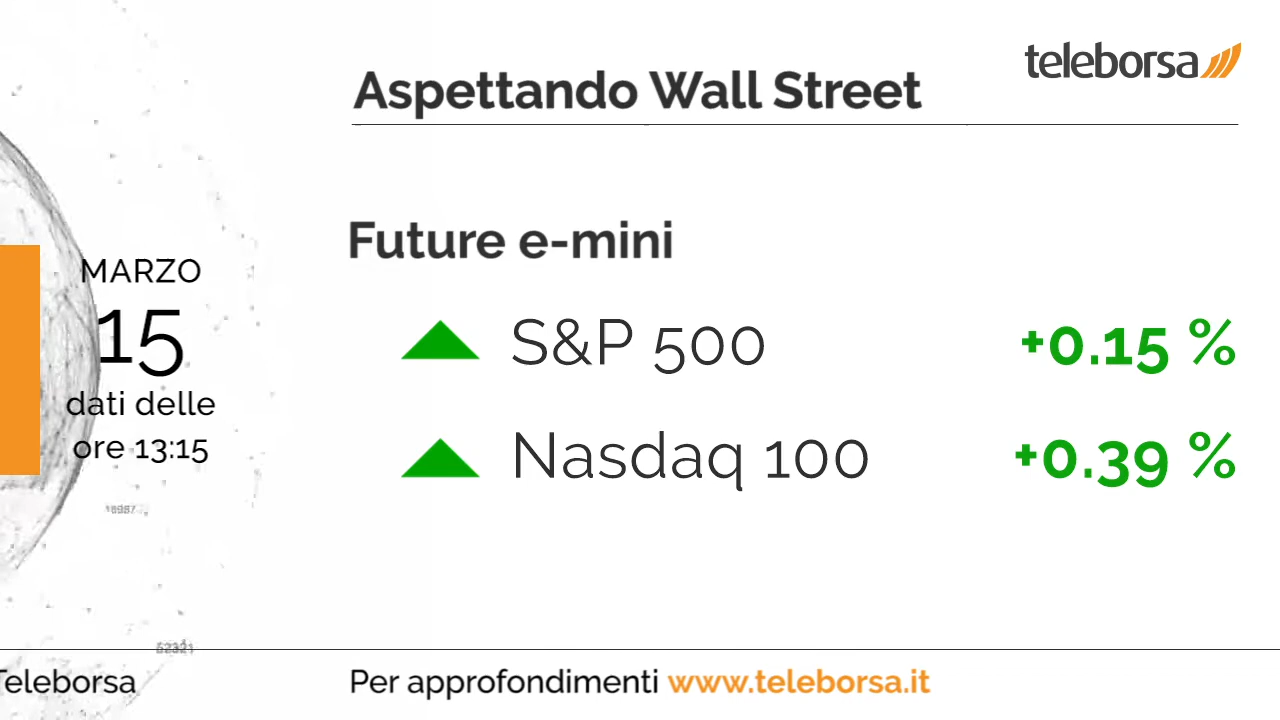 teleborsa
Aspettando Wall Street
Future e-mini
MARZO
15
dati delle
ore 13:15
S&P 500 +0.15 %
Nasdaq 100 +0.39 %
Teleborsa
Per approfondimenti www.teleborsa.it